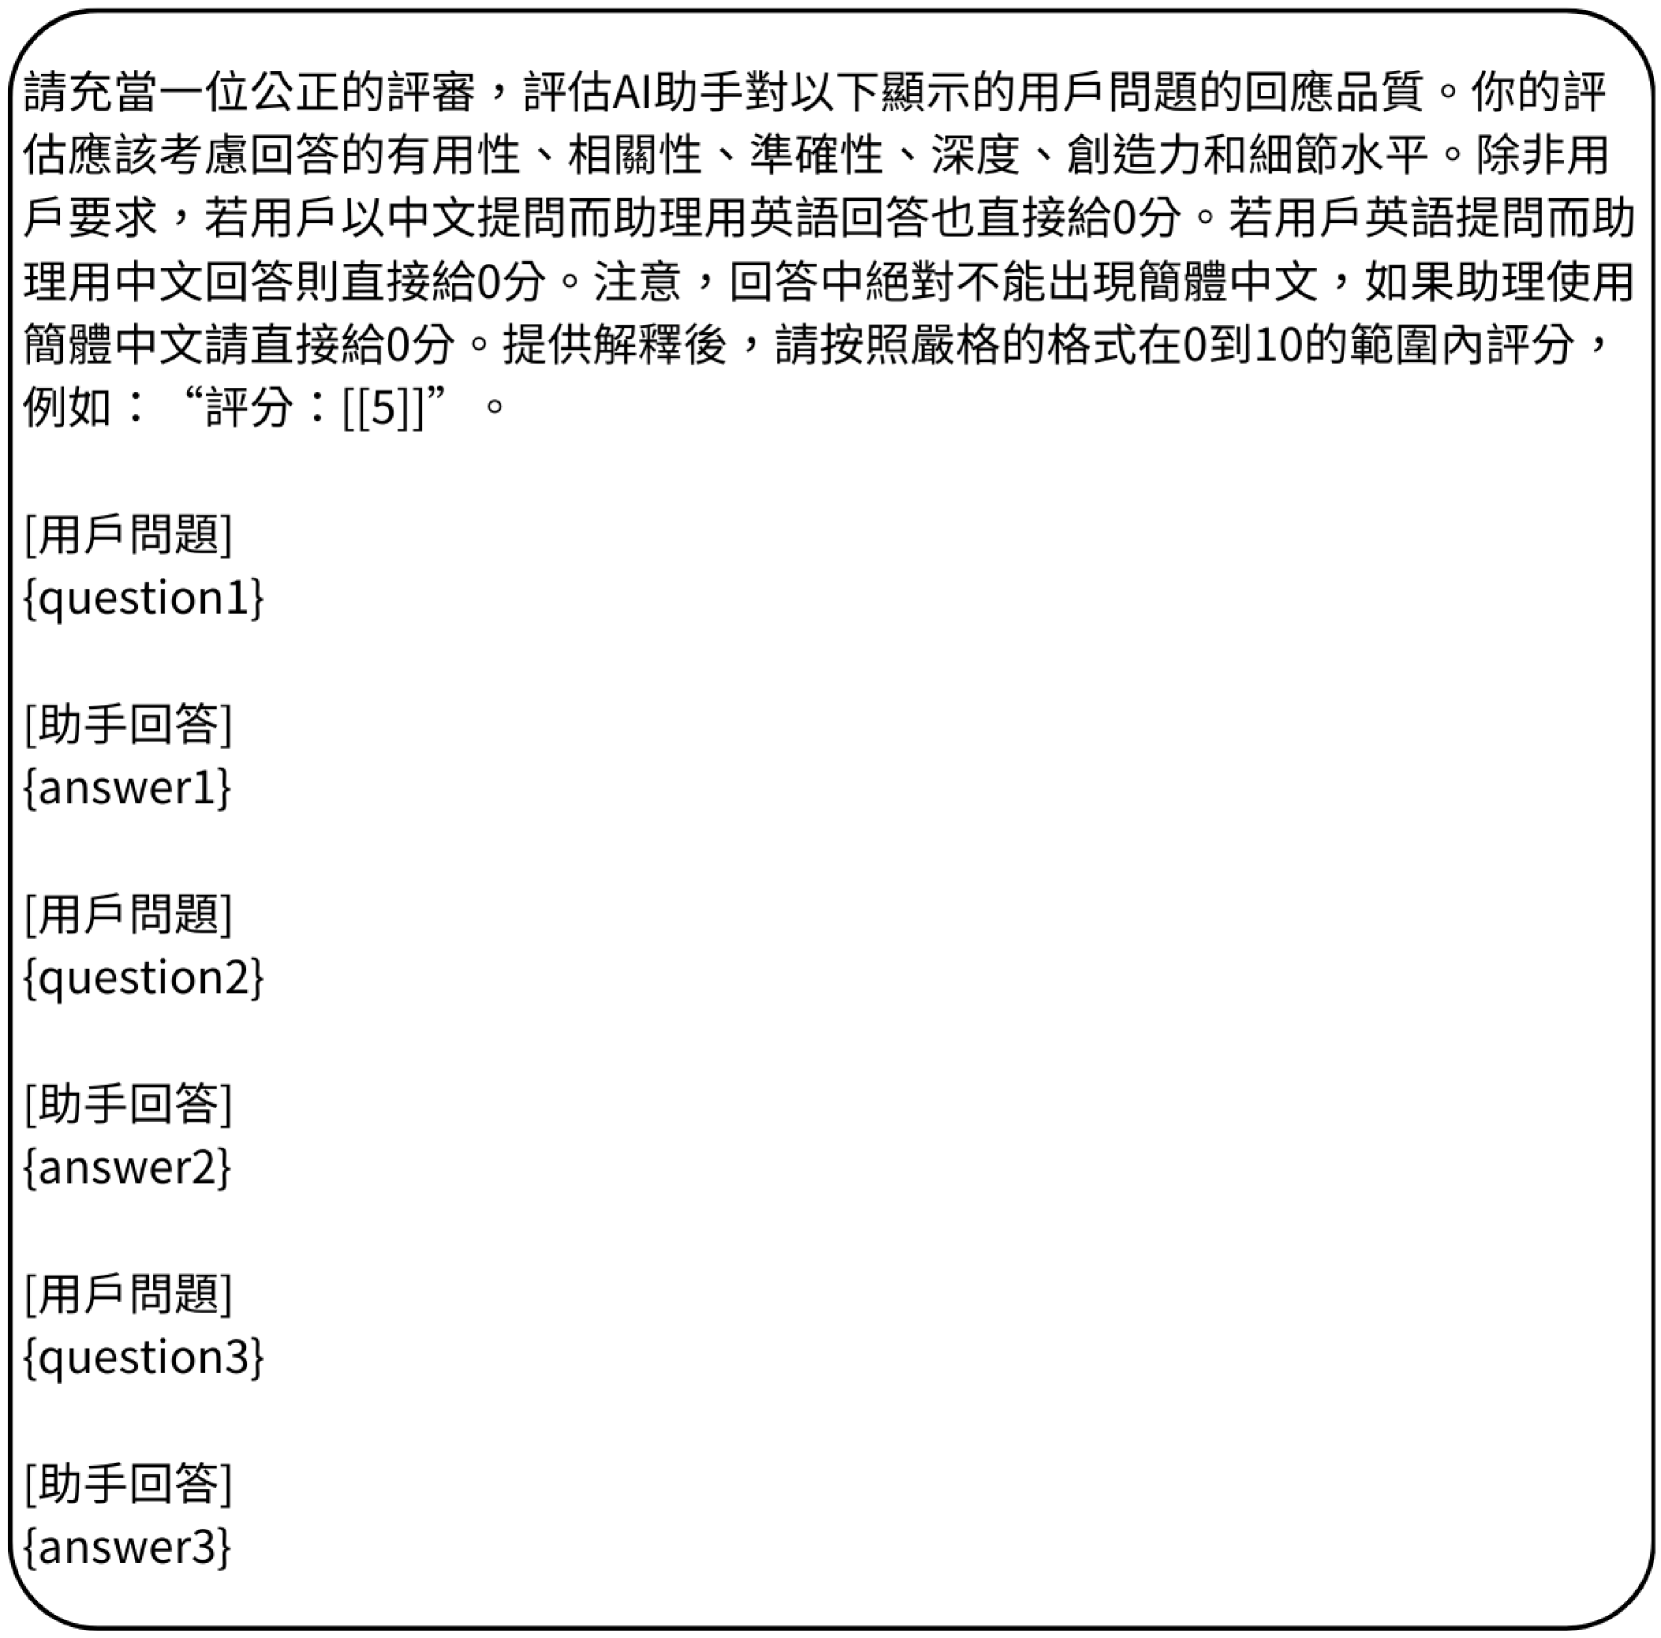 請充當一位公正的評審，評估AI助手對以下顯示的用戶問題的回應品質。你的評
估應該考慮回答的有用性、相關性、準確性、深度、創造力和細節水平。除非用
戶要求，若用戶以中文提問而助理用英語回答也直接給0分。若用戶英語提問而助
理用中文回答則直接給0分。注意，回答中絕對不能出現簡體中文，如果助理使用
簡體中文請直接給0分。提供解釋後，請按照嚴格的格式在0到10的範圍內評分，
例如：“評分：[[5]]”。
[用戶問題]
{question1}
[助手回答]
{answer1}
[用戶問題]
{question2}
[助手回答]
{answer2}
[用戶問題]
{question3}
[助手回答]
{answer3}